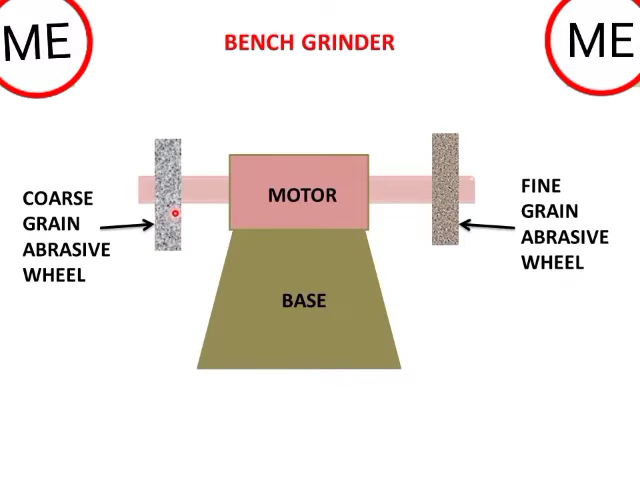 ME
BENCH GRINDER
ME
COARSE
GRAIN
ABRASIVE
WHEEL
MOTOR
FINE
GRAIN
ABRASIVE
WHEEL
BASE